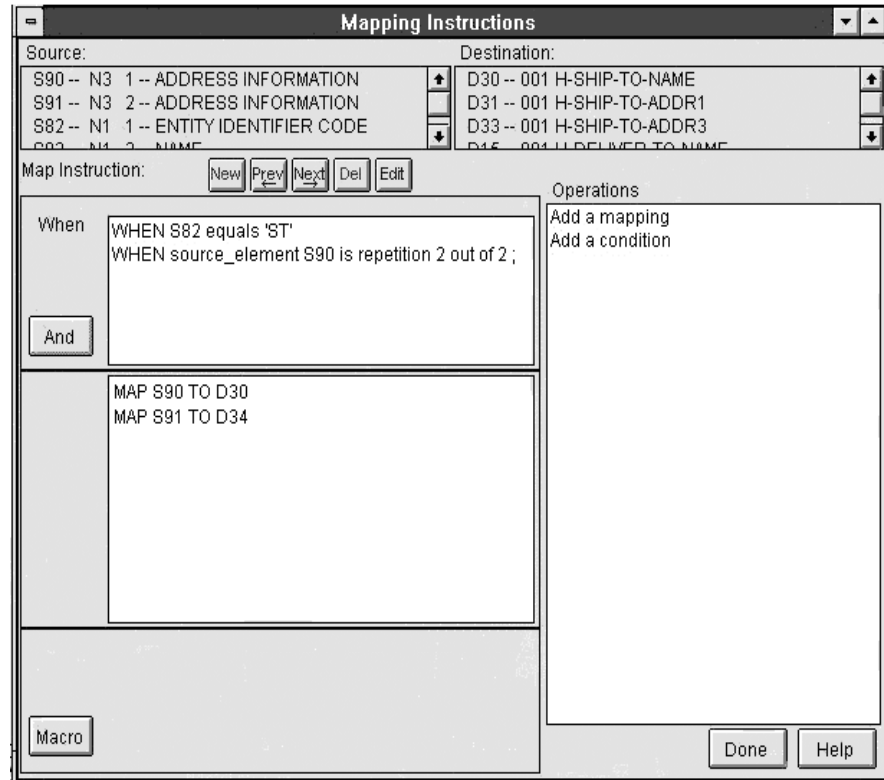 Mapping Instructions
Source:
Destination:
S90 -- N3 1 -- ADDRESS INFORMATION
S91 -- N3 2 -- ADDRESS INFORMATION
S82 -- N1 1 -- ENTITY IDENTIFIER CODE
D30 -- 001 H-SHIP-TO-NAME
D31 -- 001 H-SHIP-TO-ADDR1
D33 -- 001 H-SHIP-TO-ADDR3
Map Instruction:
New Prev Next Del Edit
Operations
Add a mapping
Add a condition
When
WHEN S82 equals 'ST'
WHEN source_element S90 is repetition 2 out of 2 ;
And
MAP S90 TO D30
MAP S91 TO D34
Macro
Done
Help